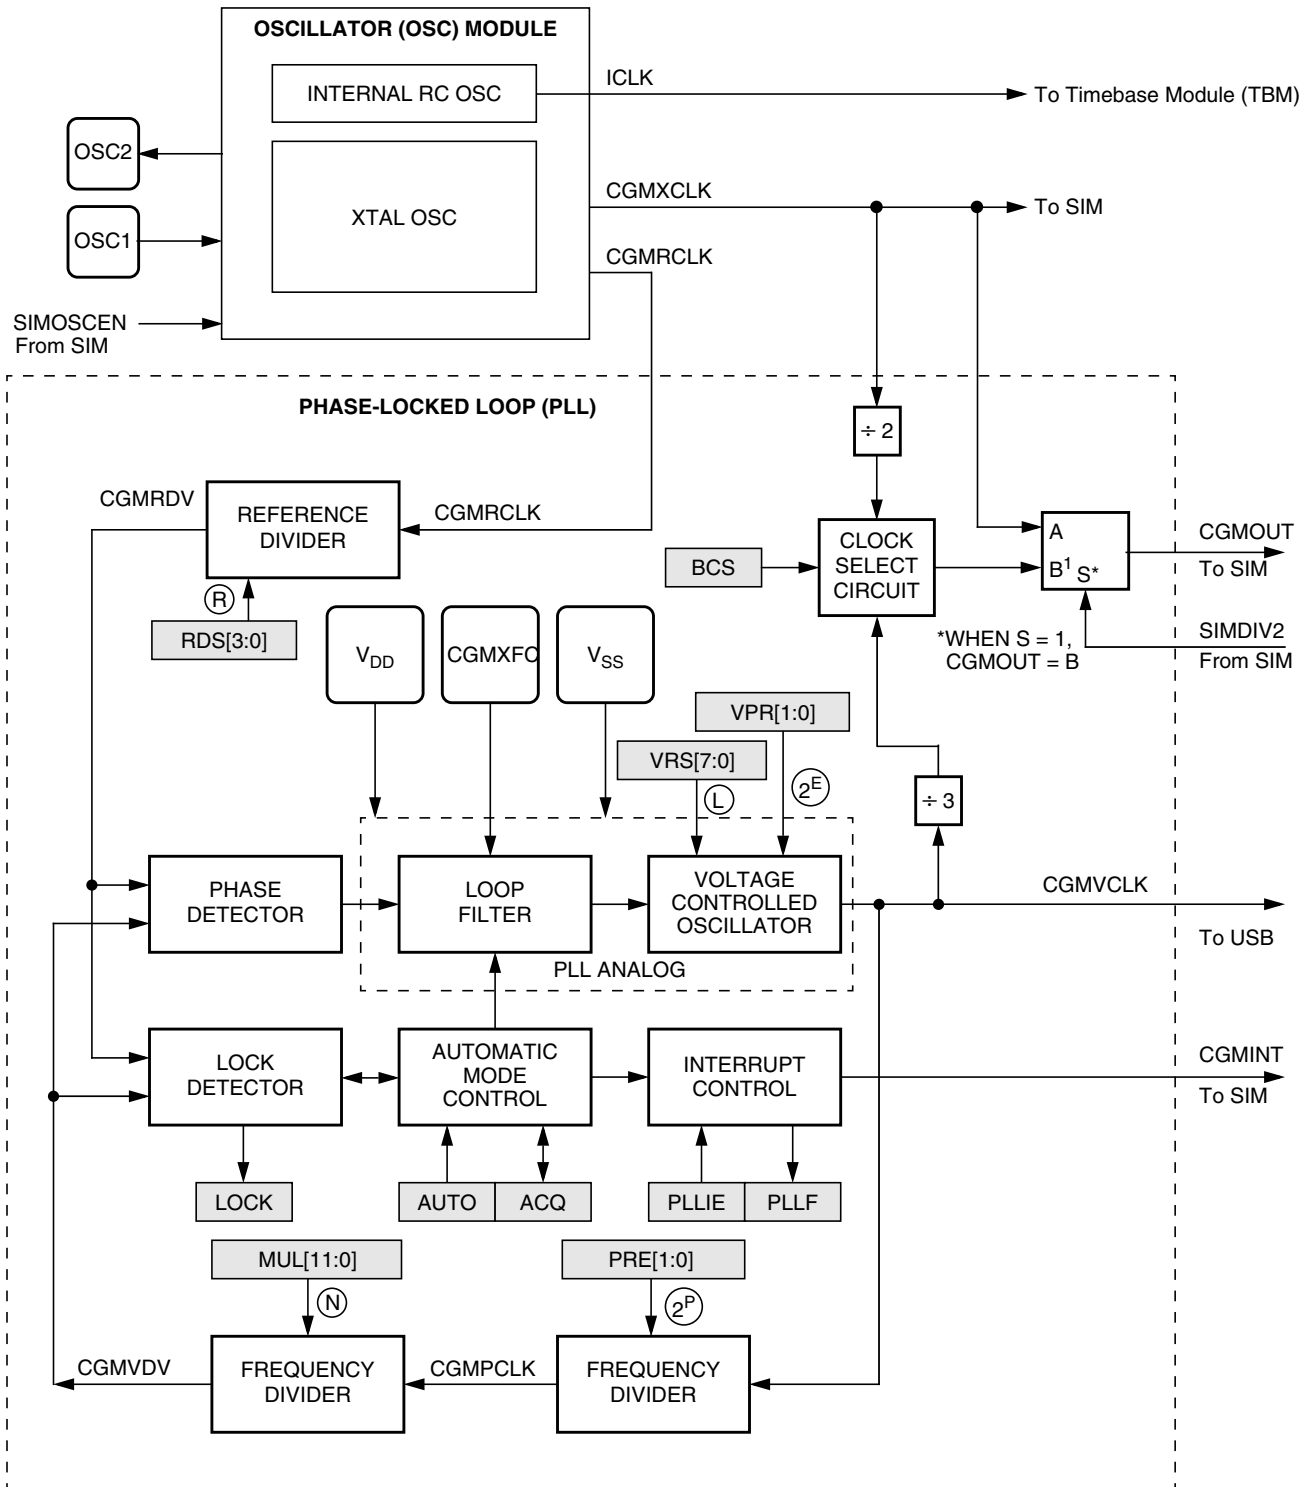 OSCILLATOR (OSC) MODULE
INTERNAL RC OSC
ICLK
To Timebase Module (TBM)
OSC2
XTAL OSC
CGMXCLK
To SIM
OSC1
CGMRCLK
SIMOSCEN
From SIM
PHASE-LOCKED LOOP (PLL)
÷ 2
CGMRDV
REFERENCE
DIVIDER
CGMRCLK
BCS
CLOCK
SELECT
CIRCUIT
A
B1 S*
CGMOUT
To SIM
R
RDS[3:0]
VDD
CGMXFC
VSS
*WHEN S = 1,
CGMOUT = B
SIMDIV2
From SIM
VPR[1:0]
VRS[7:0]
L
2E
÷ 3
PHASE
DETECTOR
LOOP
FILTER
VOLTAGE
CONTROLLED
OSCILLATOR
CGMVCLK
To USB
PLL ANALOG
LOCK
DETECTOR
AUTOMATIC
MODE
CONTROL
INTERRUPT
CONTROL
CGMINT
To SIM
LOCK
AUTO
ACQ
PLLIE
PLLF
MUL[11:0]
PRE[1:0]
N
2P
CGMVDV
FREQUENCY
DIVIDER
CGMPCLK
FREQUENCY
DIVIDER